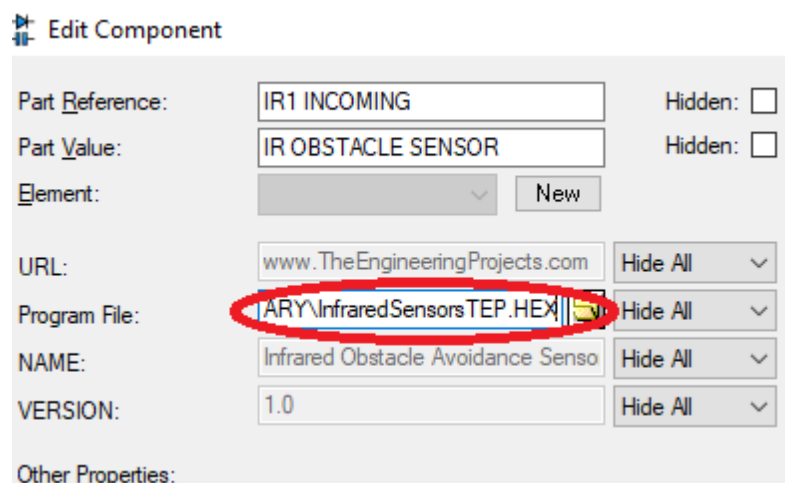 Edit Component
Part Reference: IR1 INCOMING Hidden:
Part Value: IR OBSTACLE SENSOR Hidden:
Element: New
URL: www.TheEngineeringProjects.com Hide All
Program File: ARY\InfraredSensorsTEP.HEX Hide All
NAME: Infrared Obstacle Avoidance Senso Hide All
VERSION: 1.0 Hide All
Other Properties: